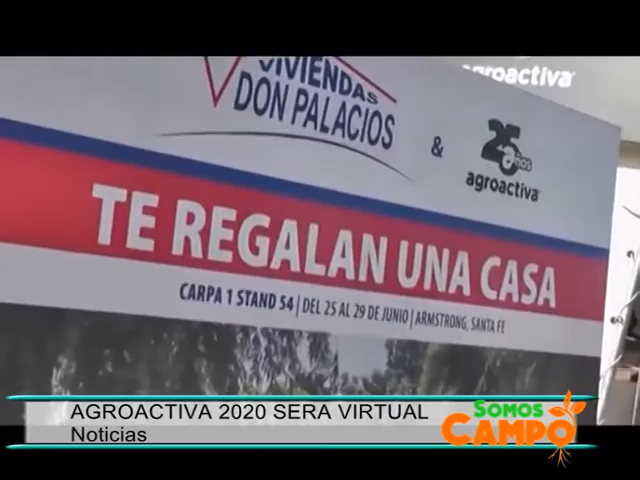 agroactiva
VIVIENDAS
DON PALACIOS
&
25 años
agroactiva
TE REGALAN UNA CASA
CARPA 1 STAND 54 | DEL 25 AL 29 DE JUNIO | ARMSTRONG, SANTA FE
AGROACTIVA 2020 SERA VIRTUAL
Noticias
SOMOS
CAMPO